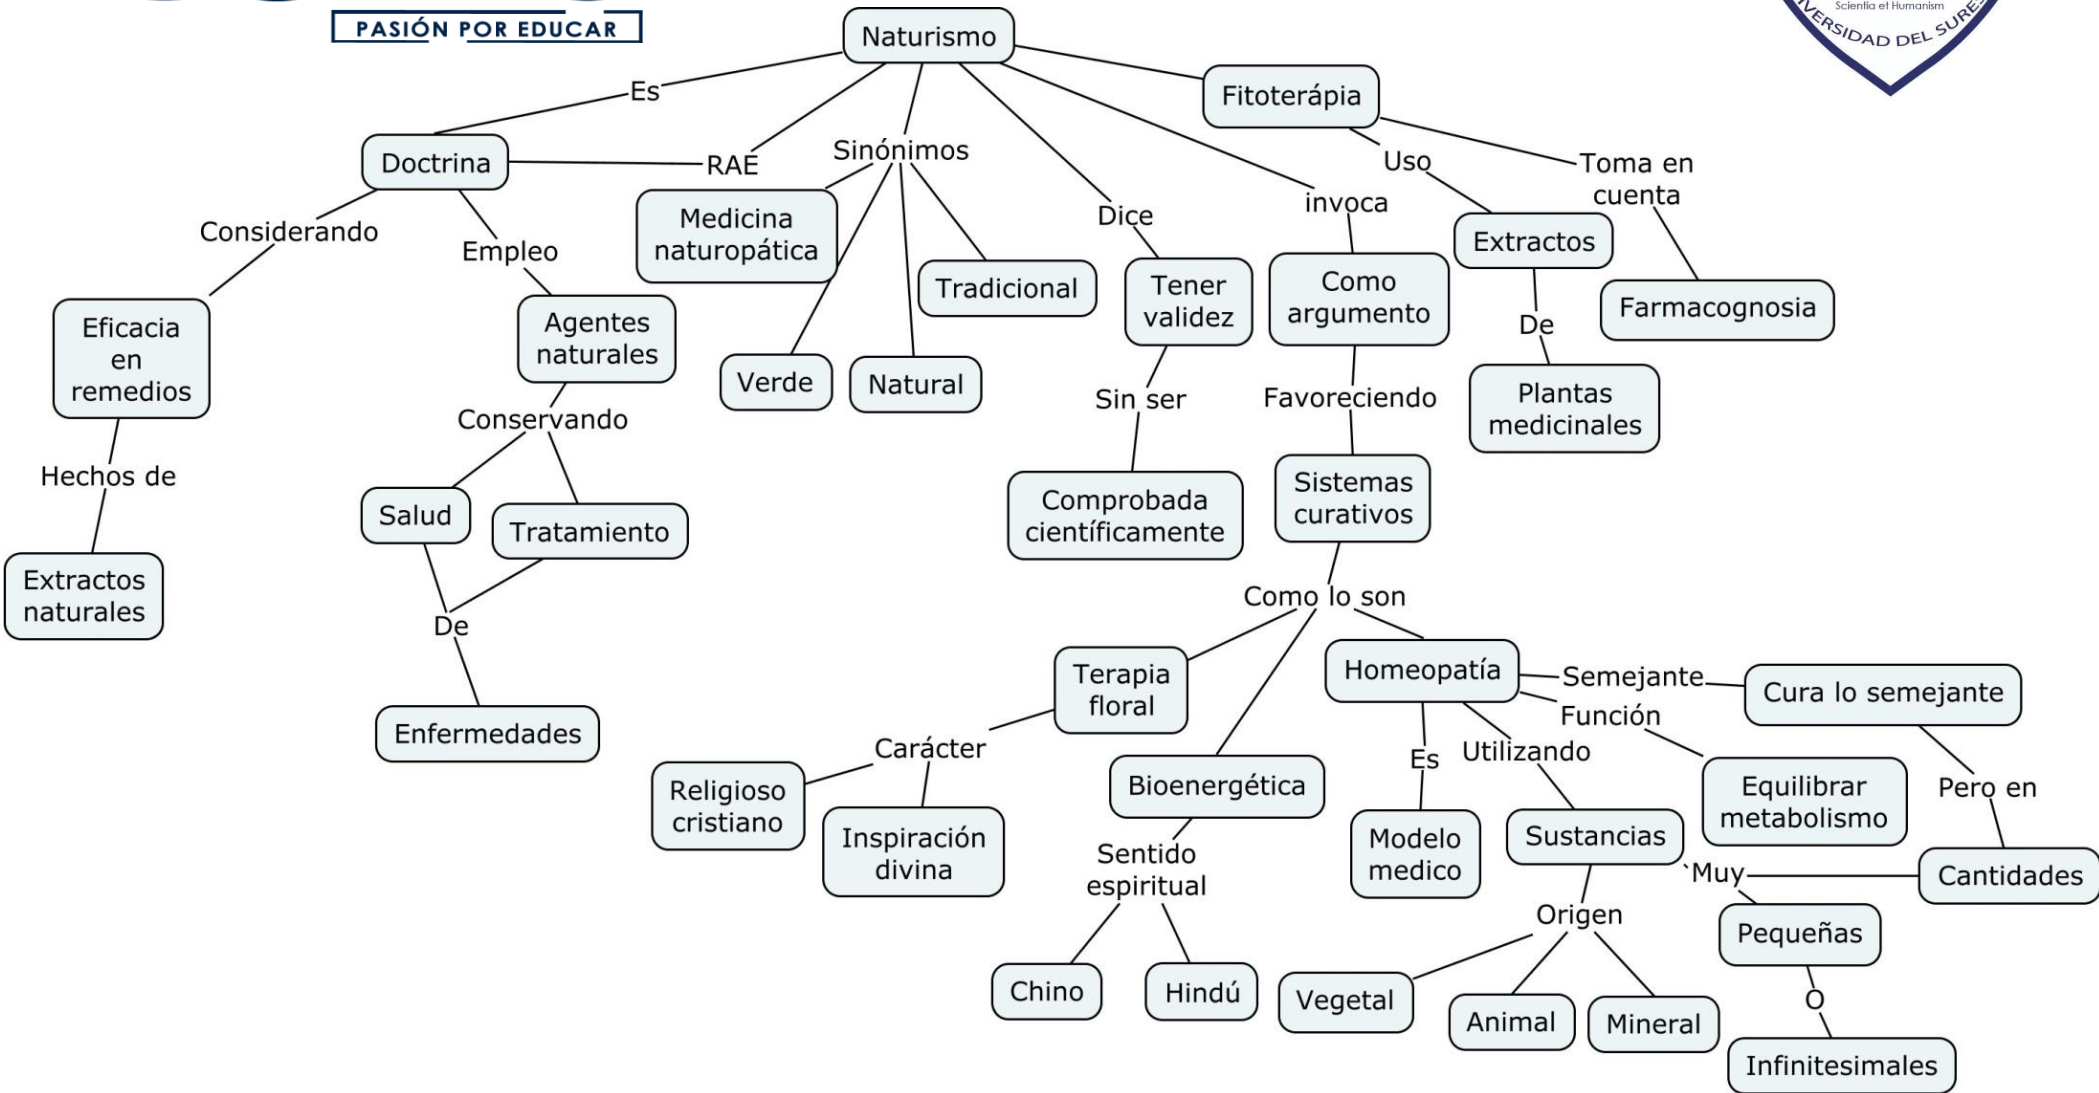 PASIÓN POR EDUCAR
Scientia et Humanism
VERSIDAD DEL SURES
Naturismo
Es
Fitoterápia
Doctrina
RAE
Sinónimos
Uso
Toma en
cuenta
Considerando
Empleo
Medicina
naturopática
Dice
invoca
Extractos
Tradicional
Tener
validez
Como
argumento
Farmacognosia
Eficacia
en
remedios
Agentes
naturales
De
Verde
Natural
Sin ser
Favoreciendo
Plantas
medicinales
Conservando
Hechos de
Salud
Tratamiento
Comprobada
científicamente
Sistemas
curativos
Extractos
naturales
De
Como lo son
Enfermedades
Terapia
floral
Homeopatía
Semejante
Cura lo semejante
Función
Carácter
Es
Utilizando
Religioso
cristiano
Inspiración
divina
Bioenergética
Equilibrar
metabolismo
Pero en
Modelo
medico
Sustancias
Sentido
espiritual
Muy
Cantidades
Origen
Pequeñas
Chino
Hindú
Vegetal
Animal
Mineral
O
Infinitesimales